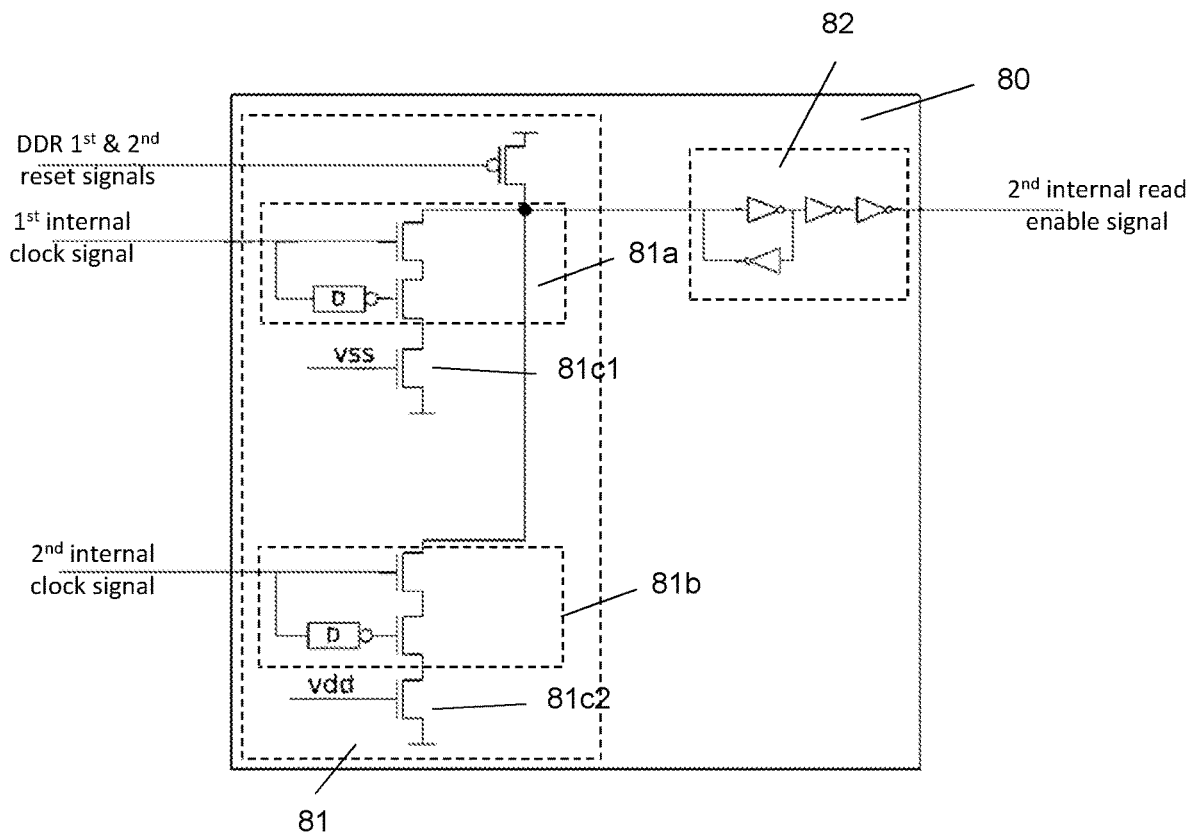 82
80
DDR 1st & 2nd
reset signals
1st internal
clock signal
2nd internal read
enable signal
81a
D
vss
81c1
2nd internal
clock signal
81b
D
vdd
81c2
81